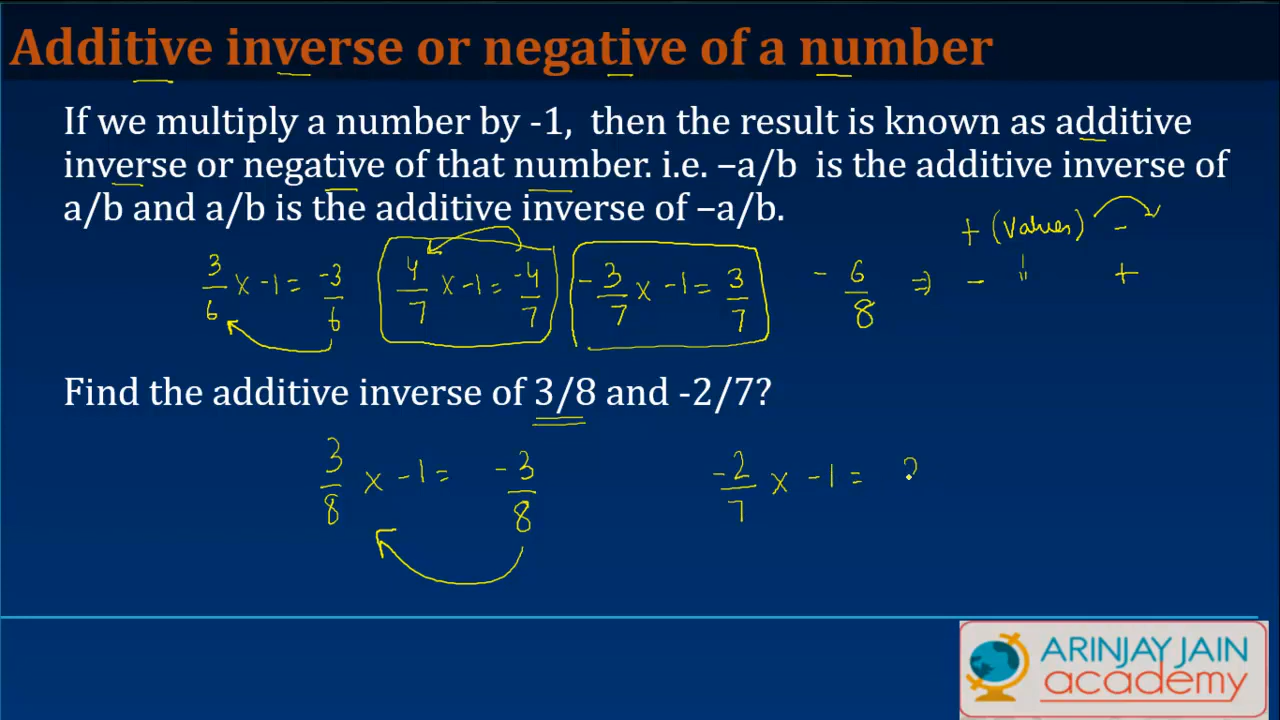 Additive inverse or negative of a number
If we multiply a number by -1, then the result is known as additive
inverse or negative of that number. i.e. –a/b is the additive inverse of
a/b and a/b is the additive inverse of –a/b.
+ (Values) -
3/6 x -1 = -3/6 4/7 x -1 = -4/7 -3/7 x -1 = 3/7 -6/8 ⇒ - " +
Find the additive inverse of 3/8 and -2/7?
3/8 x -1 = -3/8 -2/7 x -1 = ?
ARINJAY JAIN
academy